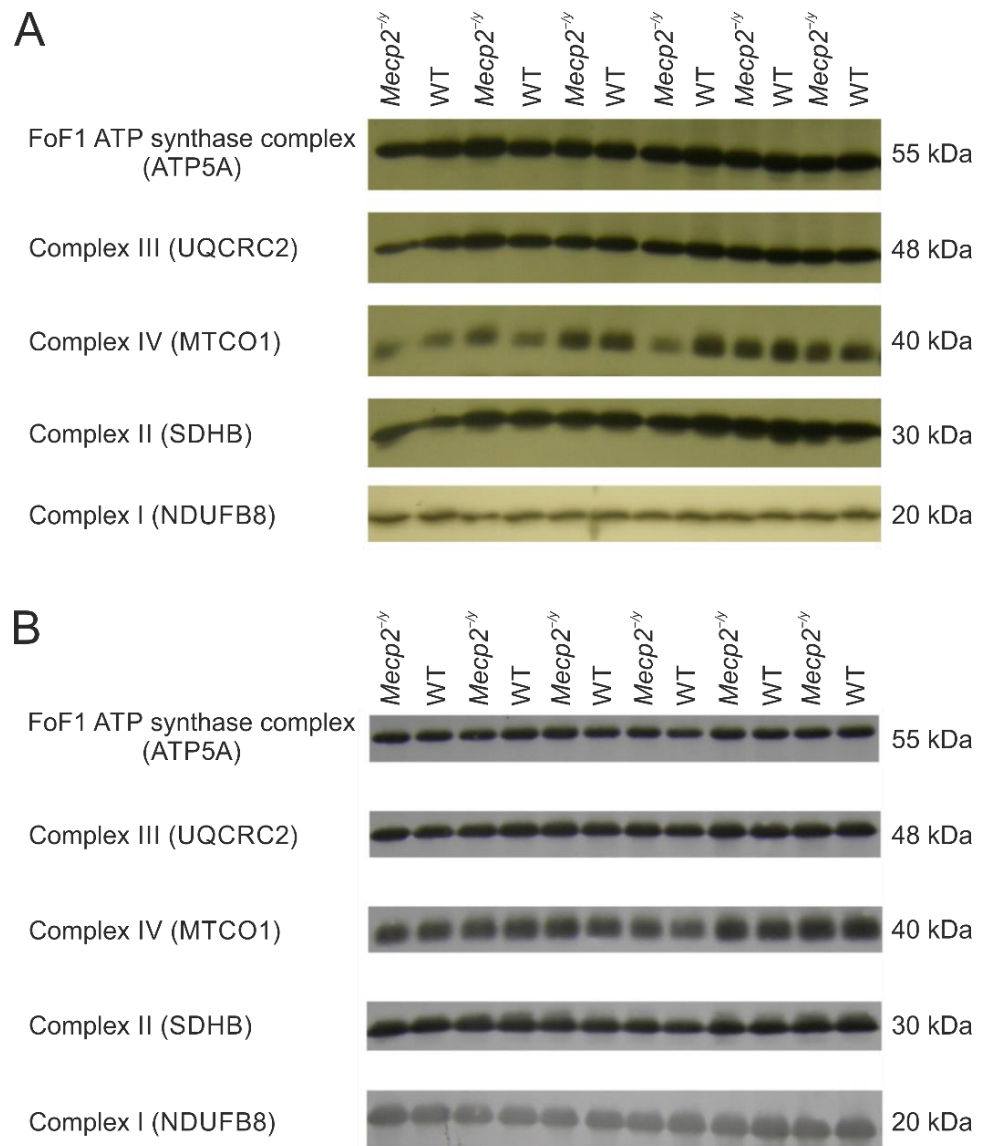 A
Mecp2⁻/ʸ WT Mecp2⁻/ʸ WT Mecp2⁻/ʸ WT Mecp2⁻/ʸ WT Mecp2⁻/ʸ WT Mecp2⁻/ʸ WT
FoF1 ATP synthase complex
(ATP5A)
55 kDa
Complex III (UQCRC2)
48 kDa
Complex IV (MTCO1)
40 kDa
Complex II (SDHB)
30 kDa
Complex I (NDUFB8)
20 kDa
B
Mecp2⁻/ʸ WT Mecp2⁻/ʸ WT Mecp2⁻/ʸ WT Mecp2⁻/ʸ WT Mecp2⁻/ʸ WT Mecp2⁻/ʸ WT
FoF1 ATP synthase complex
(ATP5A)
55 kDa
Complex III (UQCRC2)
48 kDa
Complex IV (MTCO1)
40 kDa
Complex II (SDHB)
30 kDa
Complex I (NDUFB8)
20 kDa